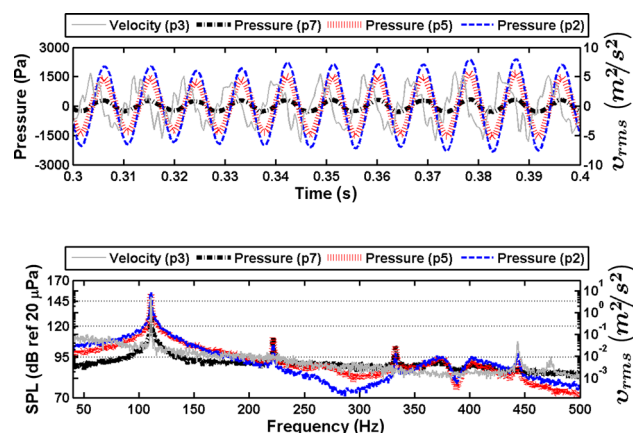 Velocity (p3) Pressure (p7) Pressure (p5) Pressure (p2)
3000 10
1500 5
0 0
-1500 -5
-3000 -10
Pressure (Pa)
v_rms (m²/s²)
0.3 0.31 0.32 0.33 0.34 0.35 0.36 0.37 0.38 0.39 0.4
Time (s)
Velocity (p3) Pressure (p7) Pressure (p5) Pressure (p2)
170
145
120
95
70
SPL (dB ref 20 µPa)
10¹
10⁰
10⁻¹
10⁻²
10⁻³
v_rms (m²/s²)
50 100 150 200 250 300 350 400 450 500
Frequency (Hz)